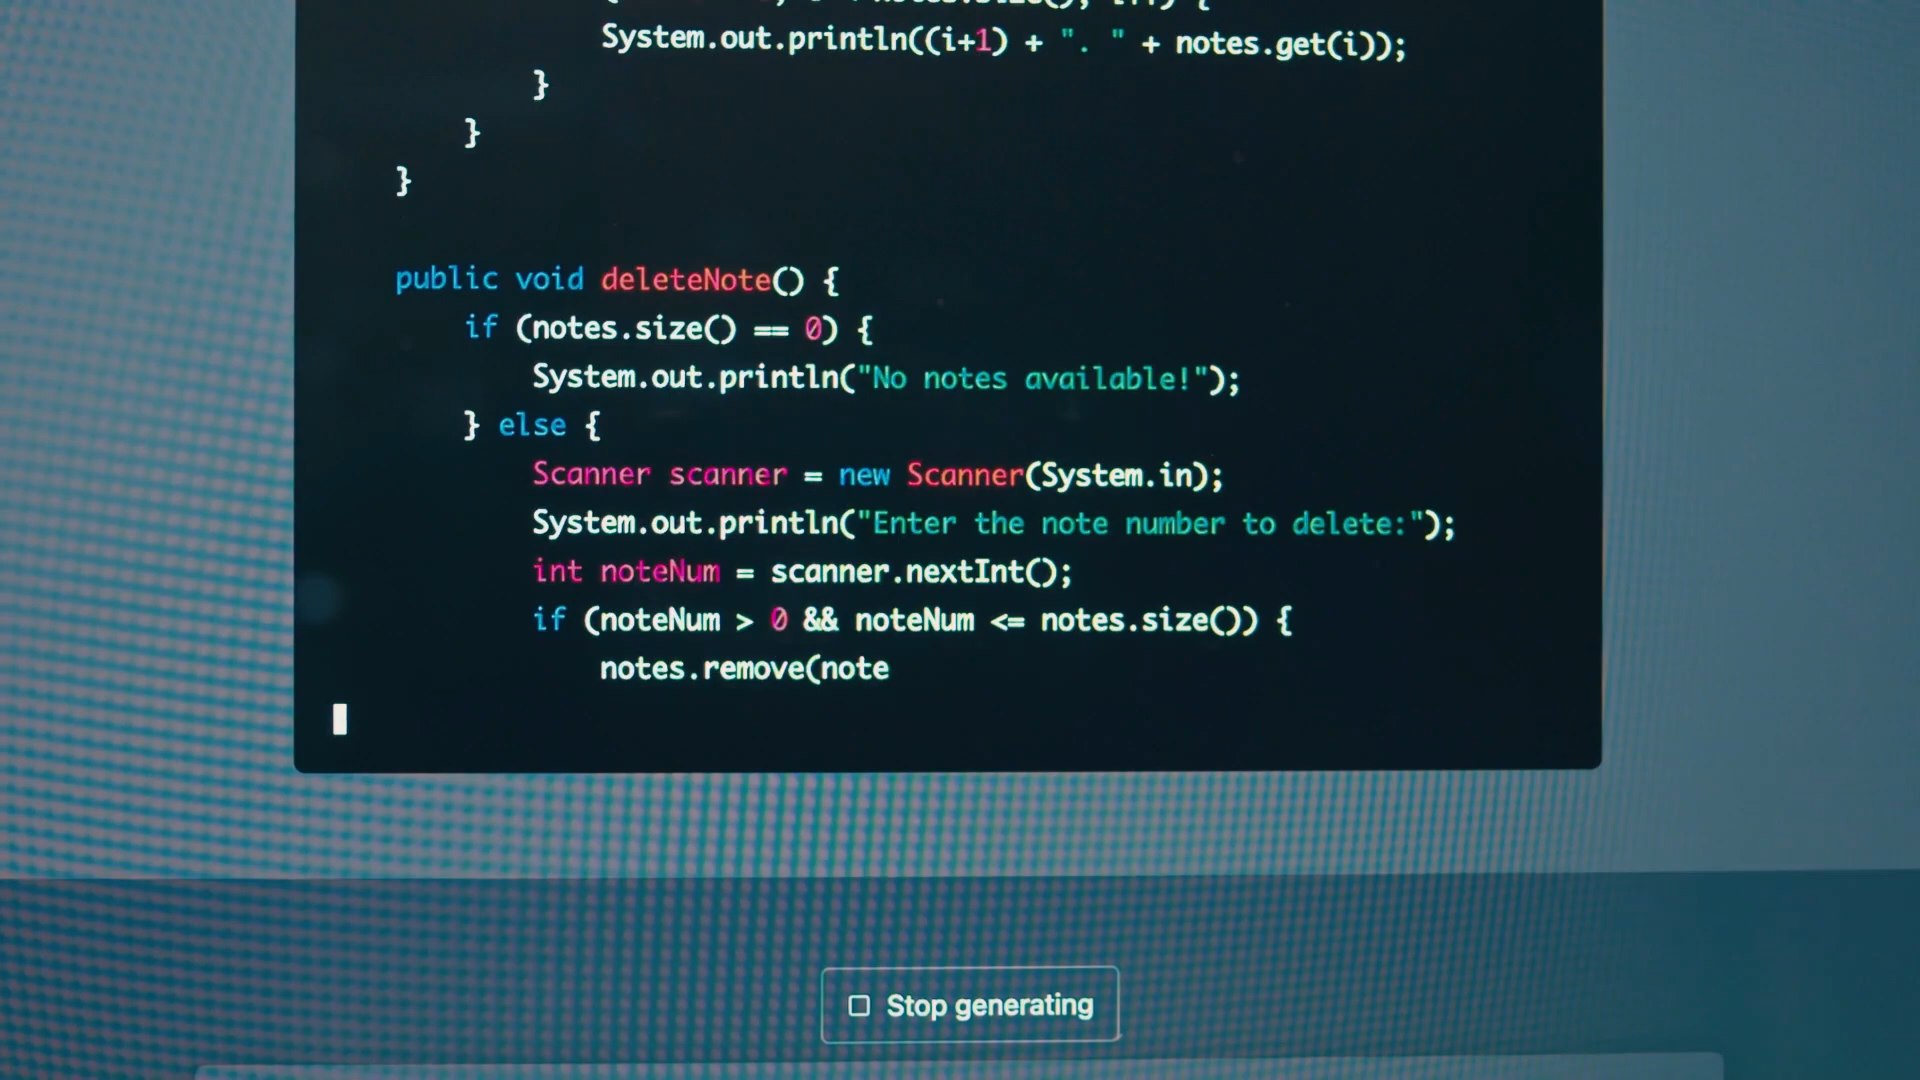 System.out.println((i+1) + ". " + notes.get(i));
}
}
}
public void deleteNote() {
if (notes.size() == 0) {
System.out.println("No notes available!");
} else {
Scanner scanner = new Scanner(System.in);
System.out.println("Enter the note number to delete:");
int noteNum = scanner.nextInt();
if (noteNum > 0 && noteNum <= notes.size()) {
notes.remove(note
Stop generating